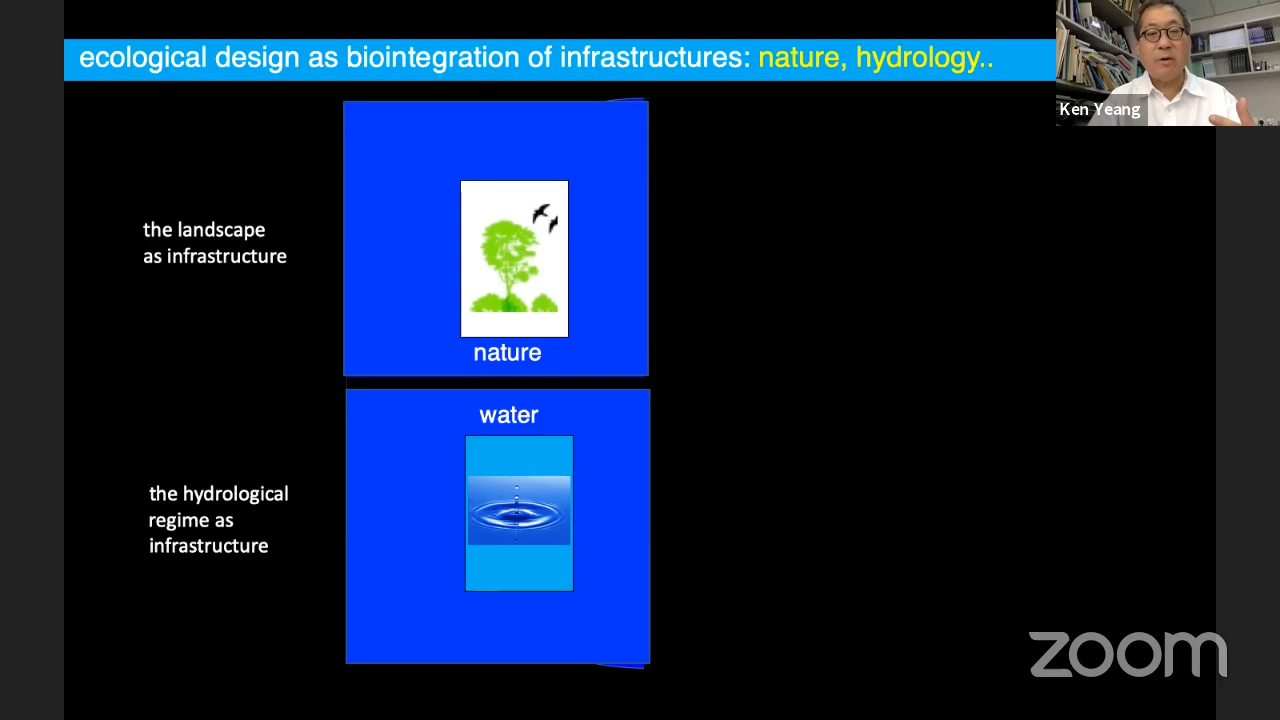 ecological design as biointegration of infrastructures: nature, hydrology..
Ken Yeang
the landscape
as infrastructure
nature
water
the hydrological
regime as
infrastructure
zoom